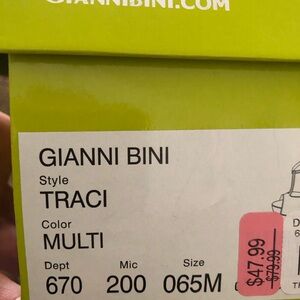 GIANNIBINI.COM
GIANNI BINI
Style
TRACI
Color
MULTI
Dept Mic Size
670 200 065M
$47.99
$79.99